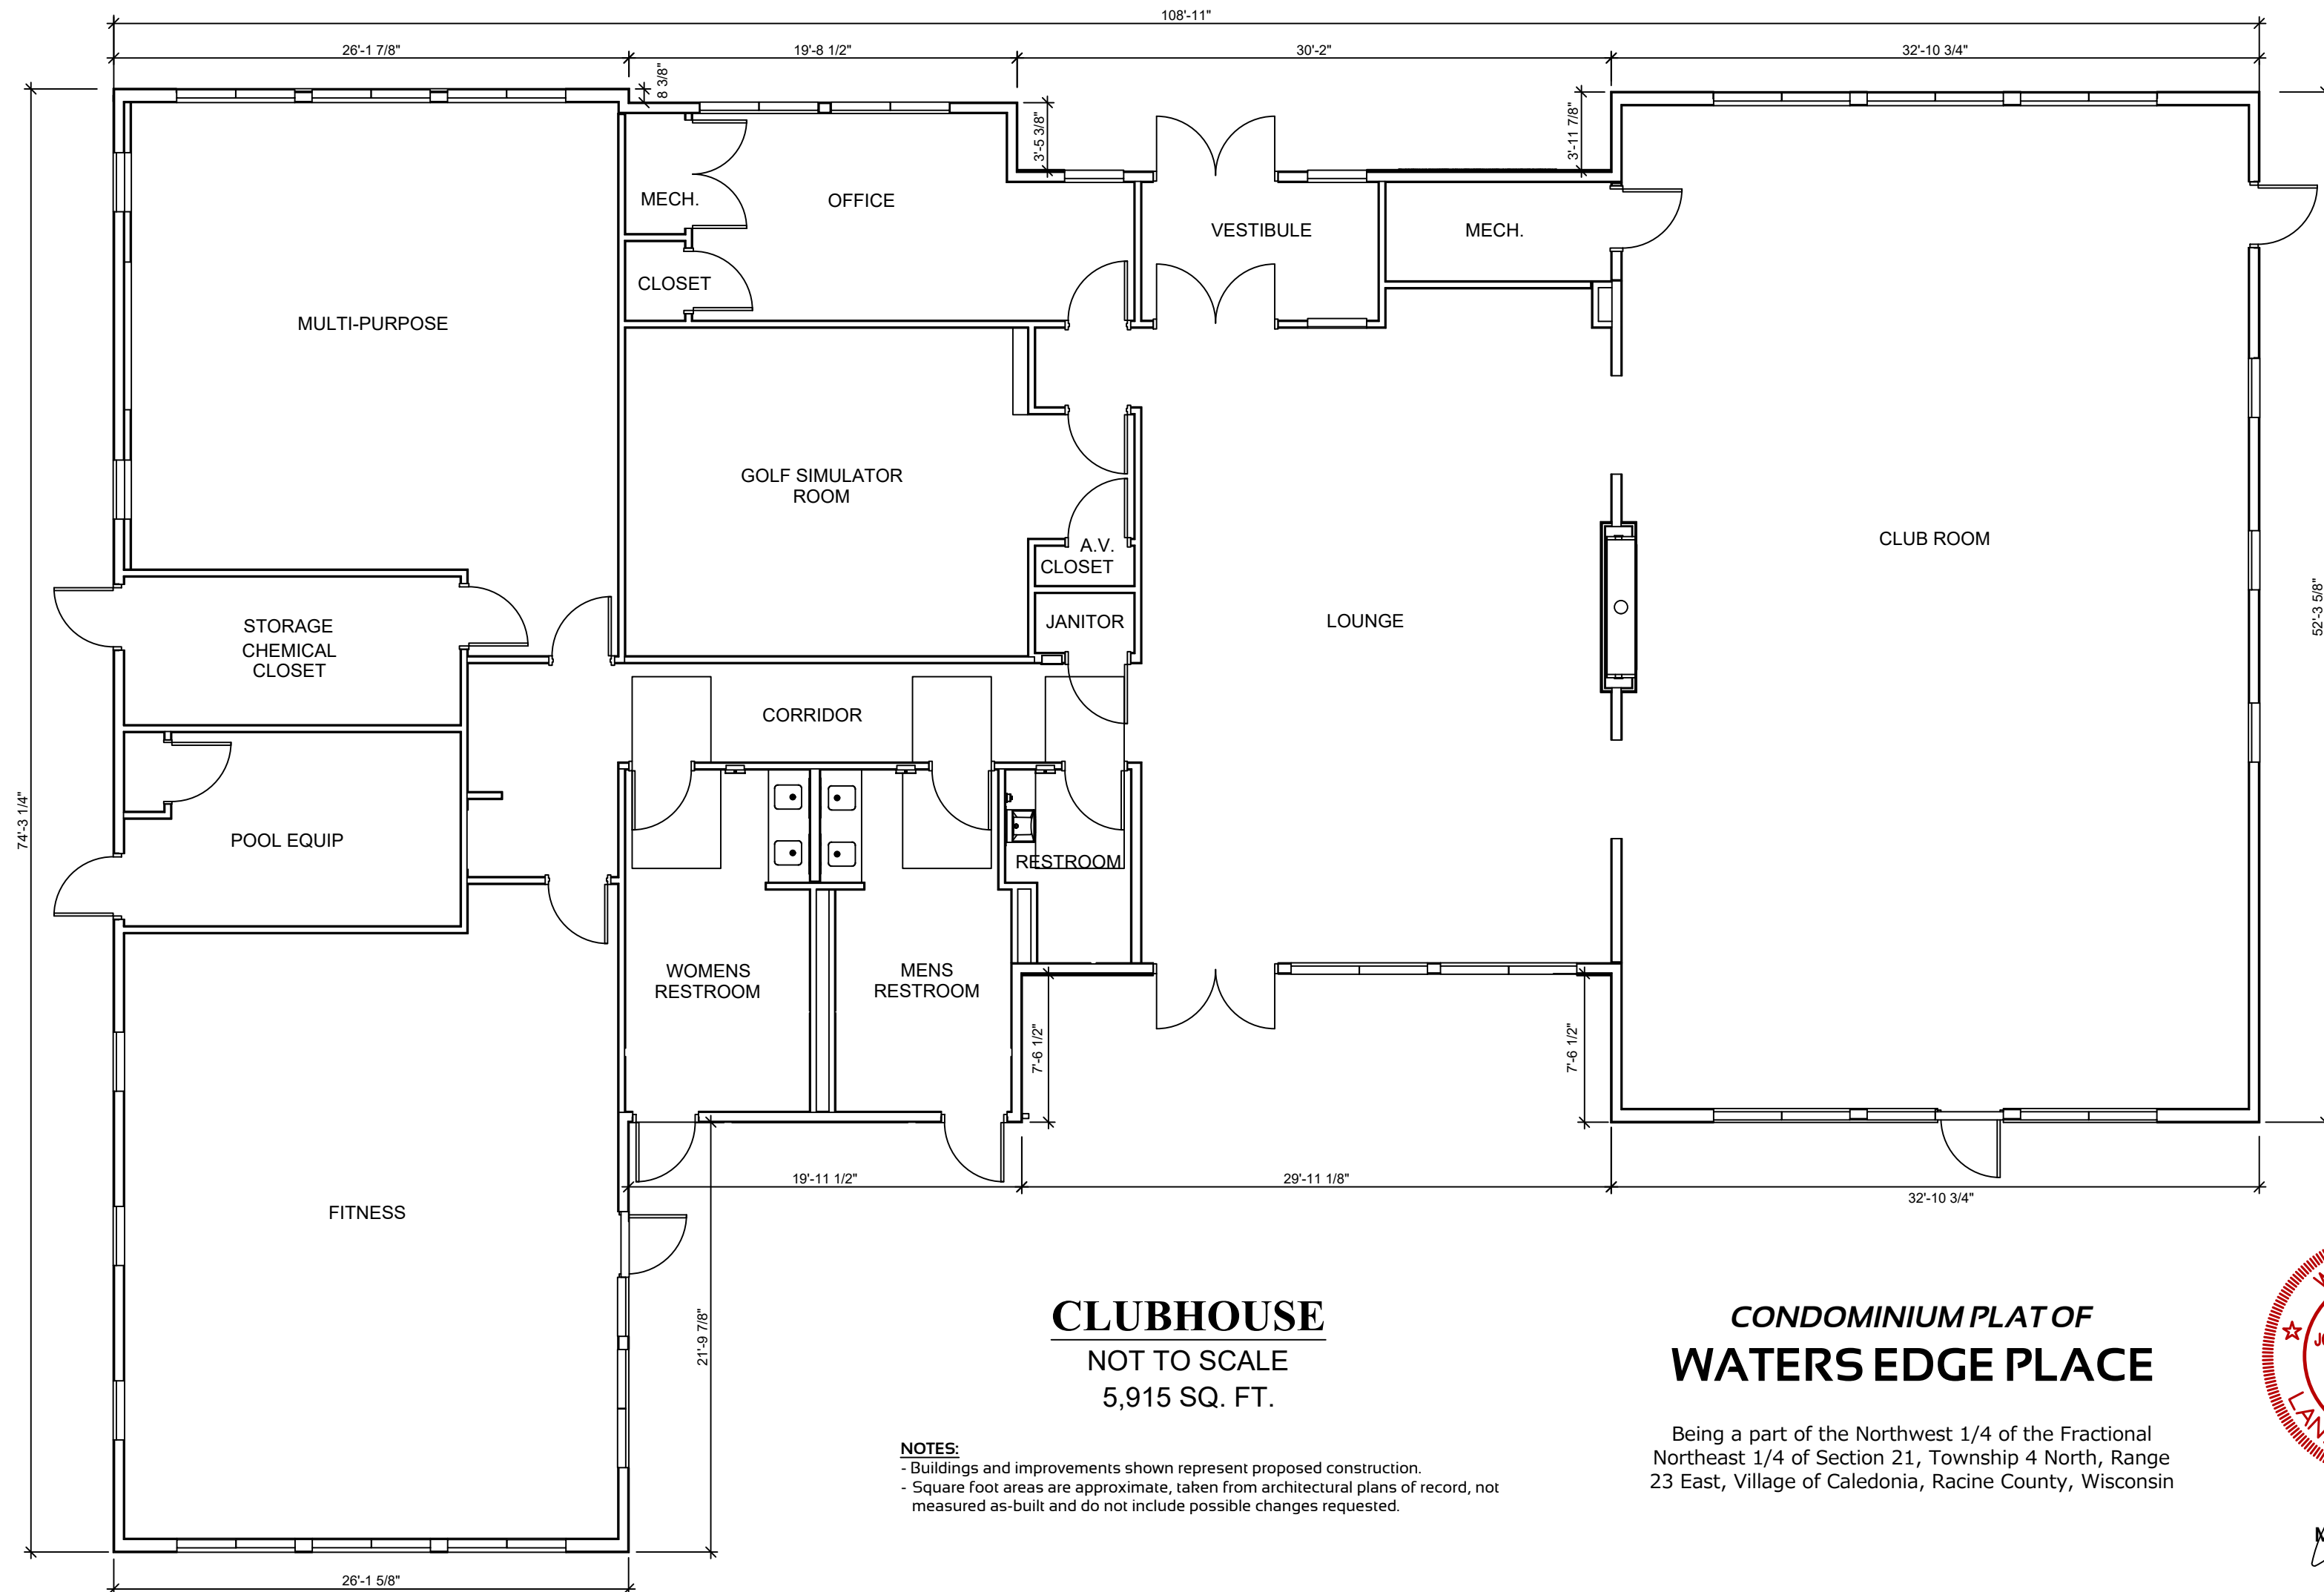 108'-11"
26'-1 7/8"
19'-8 1/2"
30'-2"
32'-10 3/4"
8 3/8"
3'-5 3/8"
3'-11 7/8"
MECH.
OFFICE
VESTIBULE
MECH.
CLOSET
MULTI-PURPOSE
GOLF SIMULATOR
ROOM
A.V.
CLOSET
CLUB ROOM
52'-3 5/8"
STORAGE
CHEMICAL
CLOSET
JANITOR
LOUNGE
CORRIDOR
74'-3 1/4"
POOL EQUIP
RESTROOM
WOMENS
RESTROOM
MENS
RESTROOM
7'-6 1/2"
7'-6 1/2"
19'-11 1/2"
29'-11 1/8"
32'-10 3/4"
FITNESS
21'-9 7/8"
26'-1 5/8"
CLUBHOUSE
NOT TO SCALE
5,915 SQ. FT.
NOTES:
- Buildings and improvements shown represent proposed construction.
- Square foot areas are approximate, taken from architectural plans of record, not
measured as-built and do not include possible changes requested.
CONDOMINIUM PLAT OF
WATERS EDGE PLACE
Being a part of the Northwest 1/4 of the Fractional
Northeast 1/4 of Section 21, Township 4 North, Range
23 East, Village of Caledonia, Racine County, Wisconsin